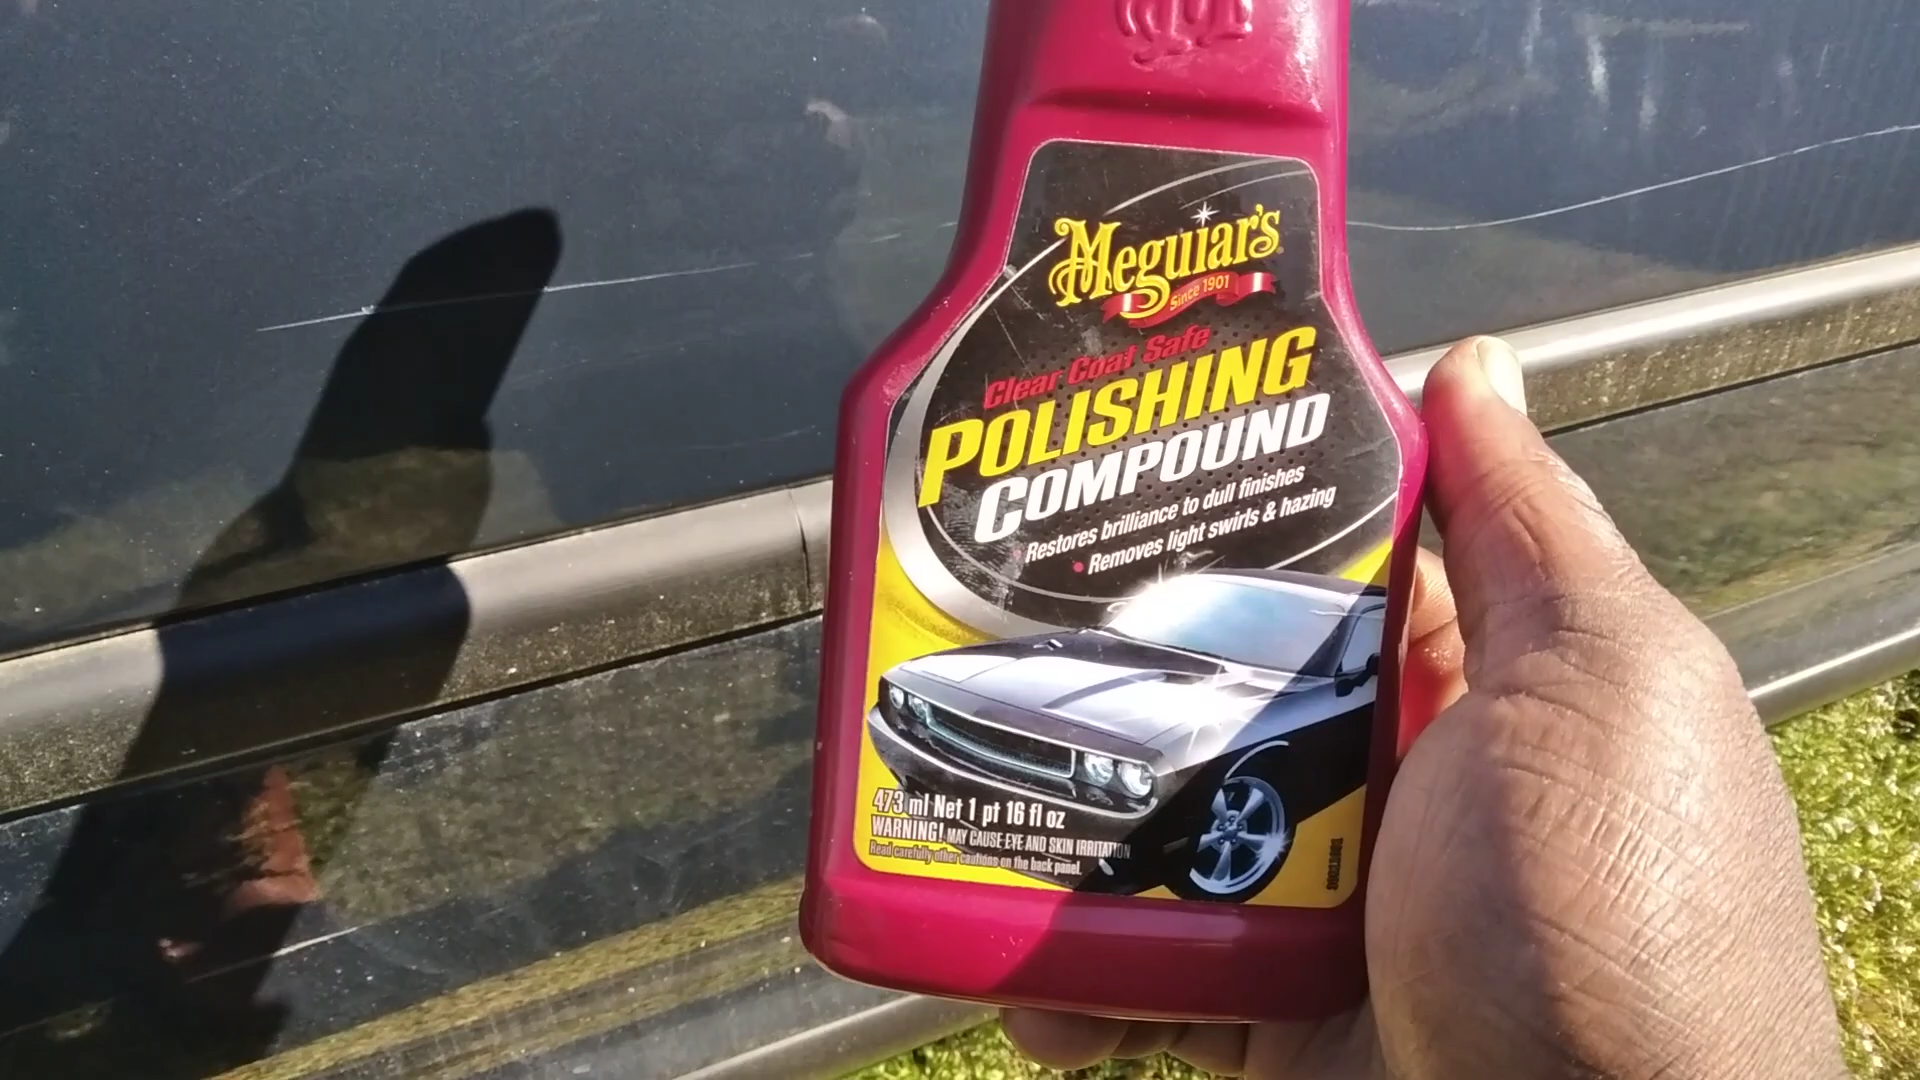 Meguiar's
Since 1901
Clear Coat Safe
POLISHING
COMPOUND
• Restores brilliance to dull finishes
• Removes light swirls & hazing
473 ml Net 1 pt 16 fl oz
WARNING! MAY CAUSE EYE AND SKIN IRRITATION
Read carefully other cautions on the back panel.